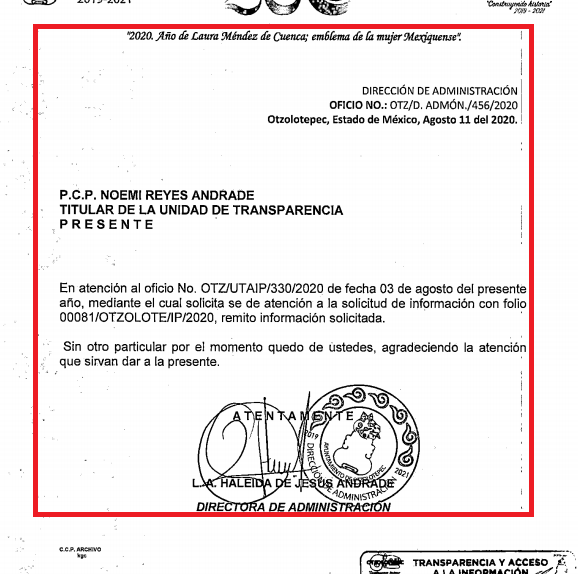 2019-2021
"Construyendo historia"
2019 - 2021
"2020. Año de Laura Méndez de Cuenca; emblema de la mujer Mexiquense".
DIRECCIÓN DE ADMINISTRACIÓN
OFICIO NO.: OTZ/D. ADMÓN./456/2020
Otzolotepec, Estado de México, Agosto 11 del 2020.
P.C.P. NOEMI REYES ANDRADE
TITULAR DE LA UNIDAD DE TRANSPARENCIA
P R E S E N T E
En atención al oficio No. OTZ/UTAIP/330/2020 de fecha 03 de agosto del presente
año, mediante el cual solicita se de atención a la solicitud de información con folio
00081/OTZOLOTE/IP/2020, remito información solicitada.
Sin otro particular por el momento quedo de ustedes, agradeciendo la atención
que sirvan dar a la presente.
A T E N T A M E N T E
2019
AYUNTAMIENTO DE OTZOLOTEPEC
2021
DIRECCIÓN DE ADMINISTRACIÓN
L. A. HALEIDA DE JESÚS ANDRADE
DIRECTORA DE ADMINISTRACIÓN
C.C.P. ARCHIVO
kgc
TRANSPARENCIA Y ACCESO
A LA INFORMACIÓN